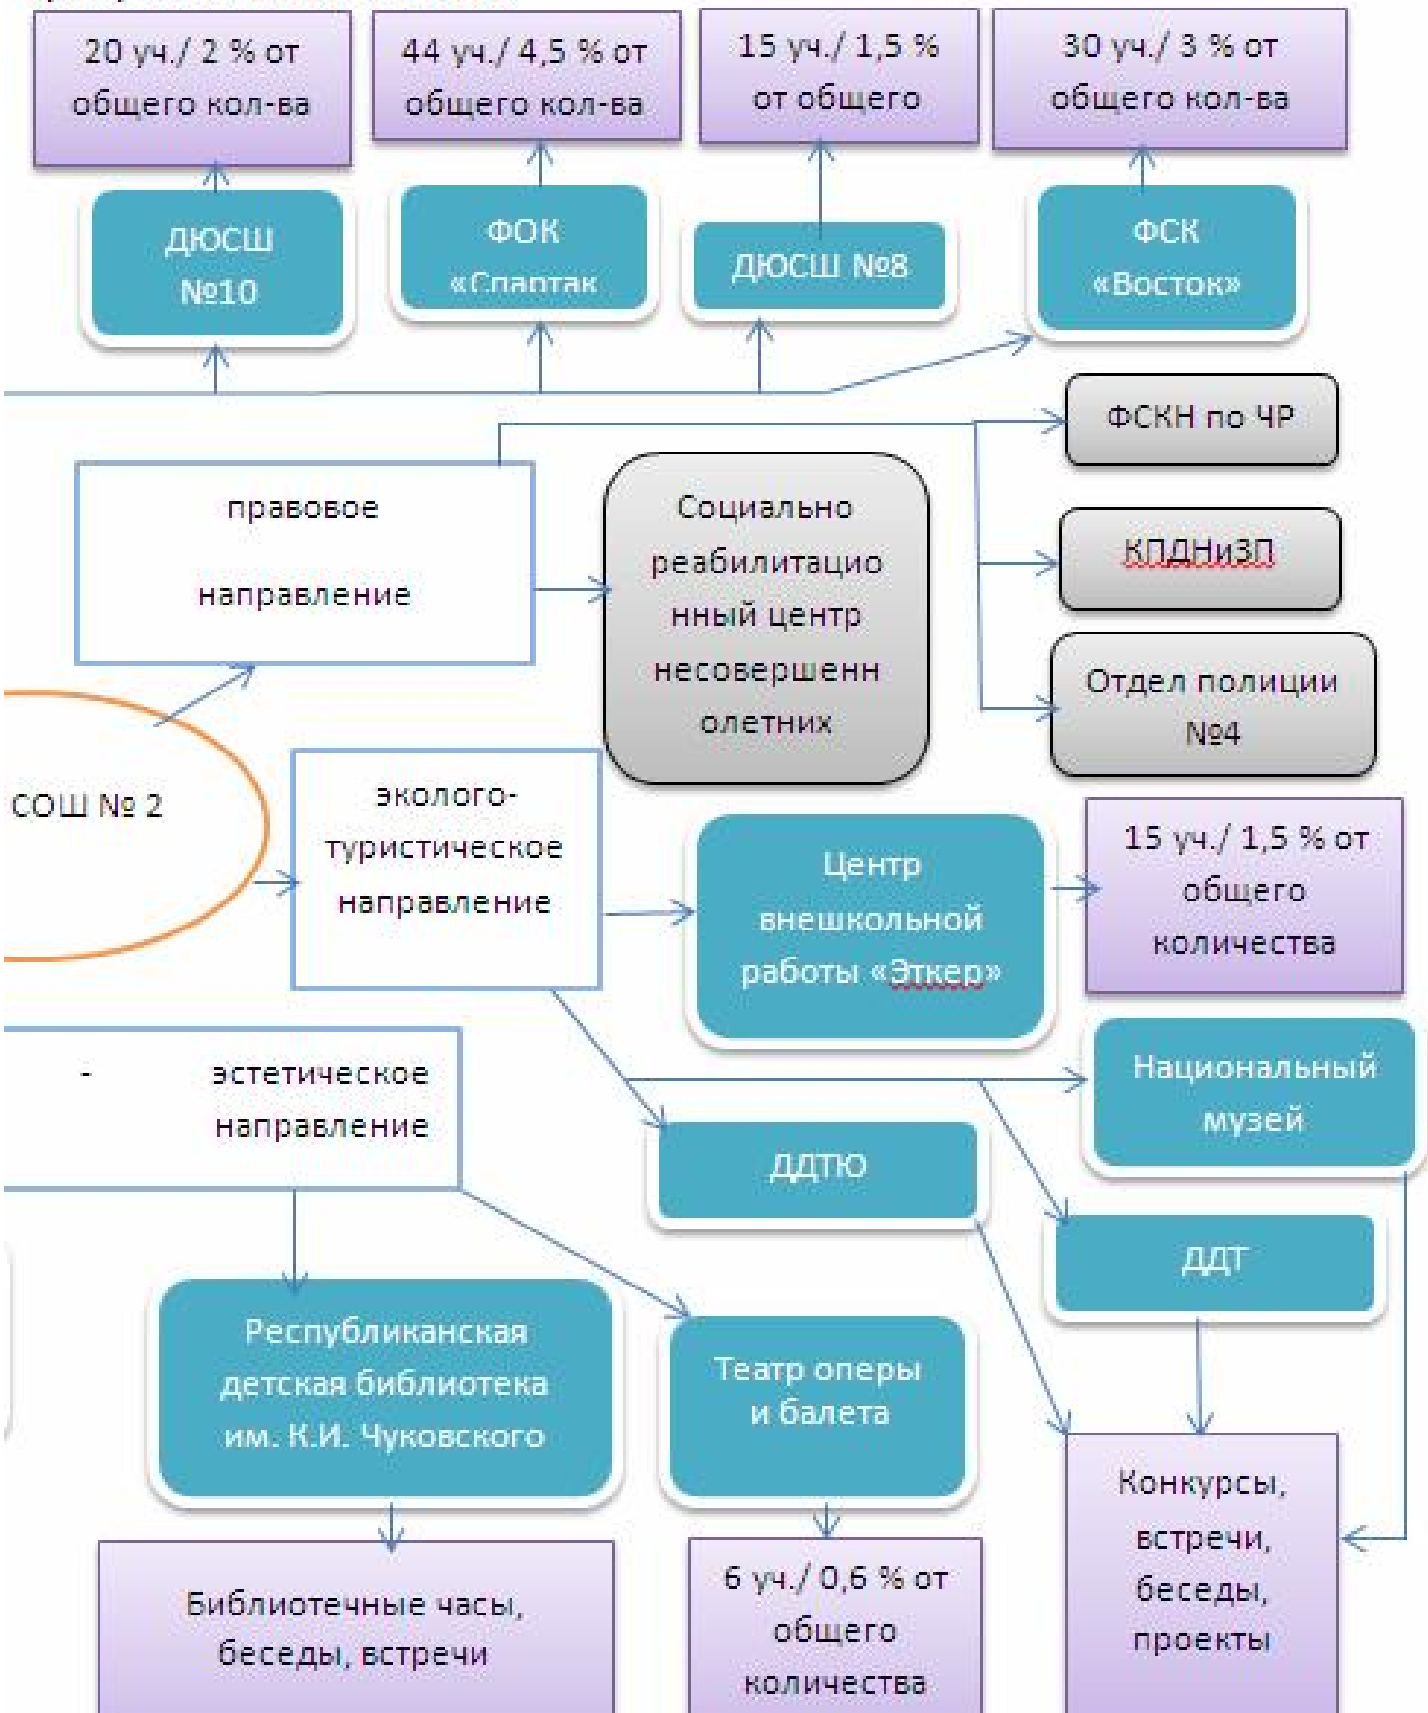 20 уч./ 2 % от
общего кол-ва
44 уч./ 4,5 % от
общего кол-ва
15 уч./ 1,5 %
от общего
30 уч./ 3 % от
общего кол-ва
ДЮСШ
№10
ФОК
«Спартак
ДЮСШ №8
ФСК
«Восток»
ФСКН по ЧР
правовое
направление
Социально
реабилитацио
нный центр
несовершенн
олетних
КПДНиЗП
Отдел полиции
№4
СОШ № 2
эколого-
туристическое
направление
Центр
внешкольной
работы «Эткер»
15 уч./ 1,5 % от
общего
количества
- эстетическое
направление
Национальный
музей
ДДТЮ
ДДТ
Республиканская
детская библиотека
им. К.И. Чуковского
Театр оперы
и балета
Конкурсы,
встречи,
беседы,
проекты
Библиотечные часы,
беседы, встречи
6 уч./ 0,6 % от
общего
количества